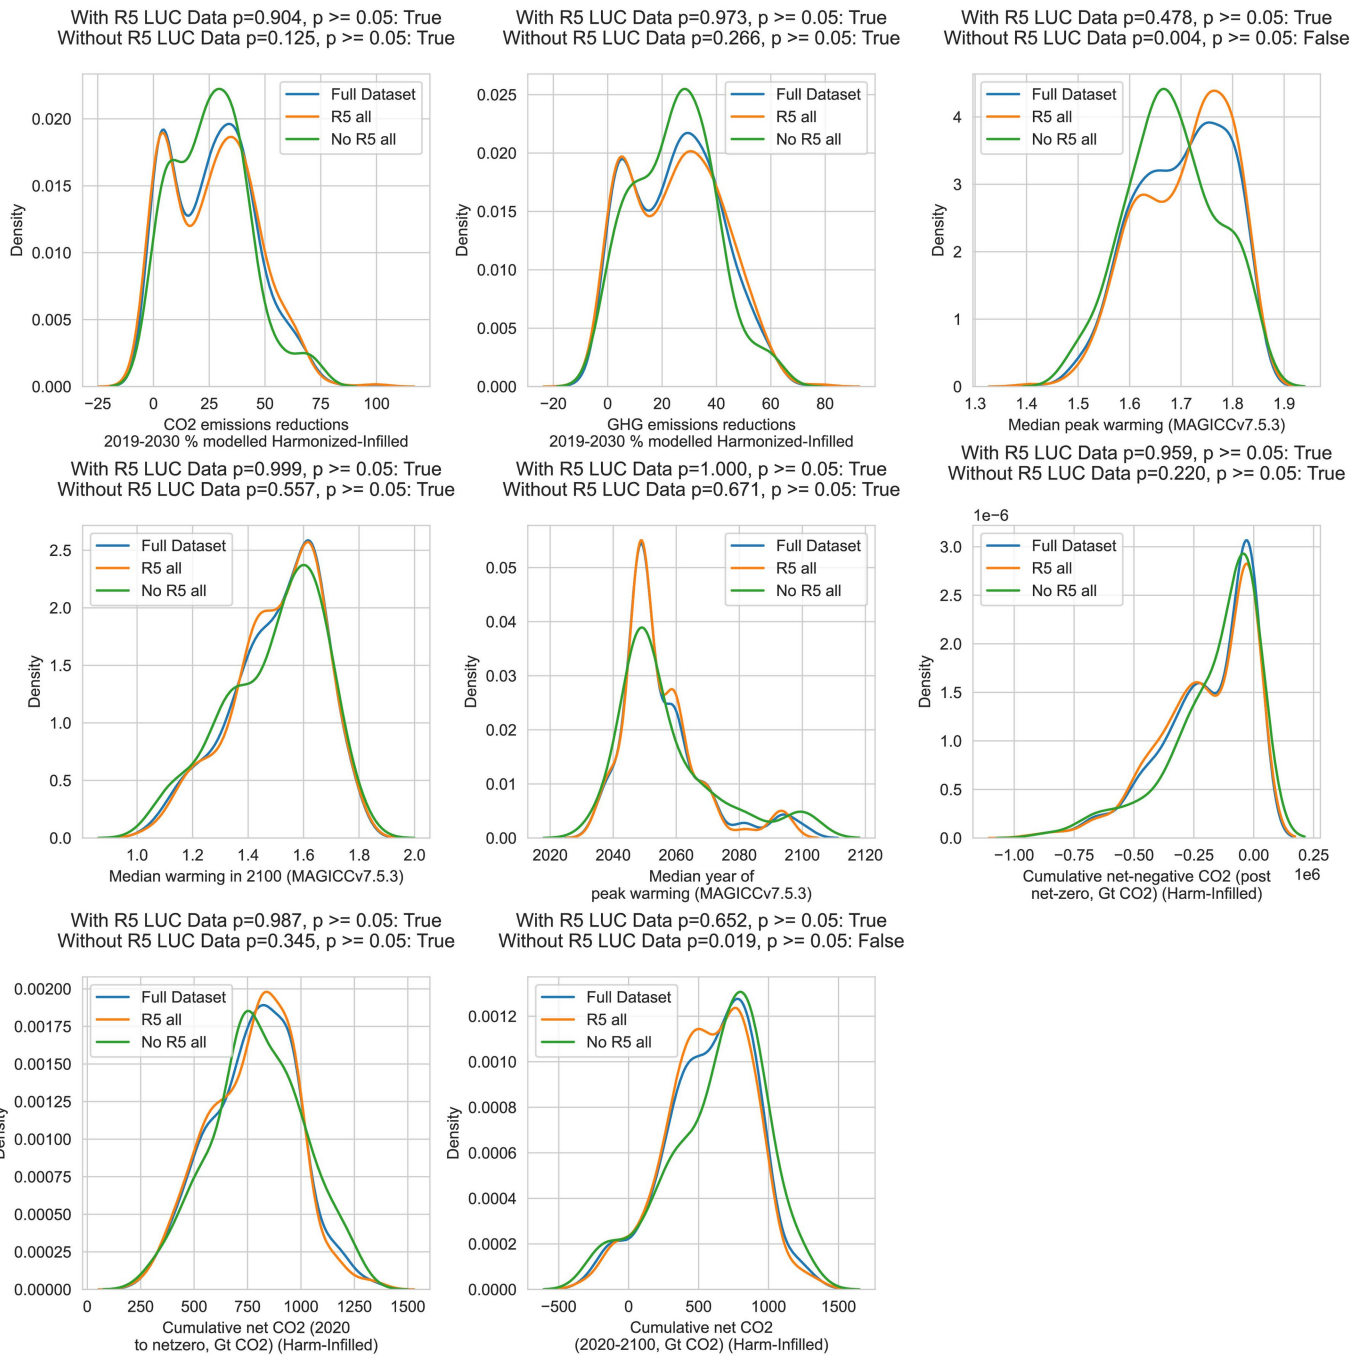 With R5 LUC Data p=0.904, p >= 0.05: True
Without R5 LUC Data p=0.125, p >= 0.05: True
Full Dataset
R5 all
No R5 all
0.020
0.015
0.010
0.005
0.000
Density
−25 0 25 50 75 100
CO2 emissions reductions
2019-2030 % modelled Harmonized-Infilled
With R5 LUC Data p=0.973, p >= 0.05: True
Without R5 LUC Data p=0.266, p >= 0.05: True
Full Dataset
R5 all
No R5 all
0.025
0.020
0.015
0.010
0.005
0.000
Density
−20 0 20 40 60 80
GHG emissions reductions
2019-2030 % modelled Harmonized-Infilled
With R5 LUC Data p=0.478, p >= 0.05: True
Without R5 LUC Data p=0.004, p >= 0.05: False
Full Dataset
R5 all
No R5 all
4
3
2
1
0
Density
1.3 1.4 1.5 1.6 1.7 1.8 1.9
Median peak warming (MAGICCv7.5.3)
With R5 LUC Data p=0.999, p >= 0.05: True
Without R5 LUC Data p=0.557, p >= 0.05: True
Full Dataset
R5 all
No R5 all
2.5
2.0
1.5
1.0
0.5
0.0
Density
1.0 1.2 1.4 1.6 1.8 2.0
Median warming in 2100 (MAGICCv7.5.3)
With R5 LUC Data p=1.000, p >= 0.05: True
Without R5 LUC Data p=0.671, p >= 0.05: True
Full Dataset
R5 all
No R5 all
0.05
0.04
0.03
0.02
0.01
0.00
Density
2020 2040 2060 2080 2100 2120
Median year of
peak warming (MAGICCv7.5.3)
With R5 LUC Data p=0.959, p >= 0.05: True
Without R5 LUC Data p=0.220, p >= 0.05: True
1e−6
Full Dataset
R5 all
No R5 all
3.0
2.5
2.0
1.5
1.0
0.5
0.0
Density
−1.00 −0.75 −0.50 −0.25 0.00 0.25
1e6
Cumulative net-negative CO2 (post
net-zero, Gt CO2) (Harm-Infilled)
With R5 LUC Data p=0.987, p >= 0.05: True
Without R5 LUC Data p=0.345, p >= 0.05: True
Full Dataset
R5 all
No R5 all
0.00200
0.00175
0.00150
0.00125
0.00100
0.00075
0.00050
0.00025
0.00000
Density
0 250 500 750 1000 1250 1500
Cumulative net CO2 (2020
to netzero, Gt CO2) (Harm-Infilled)
With R5 LUC Data p=0.652, p >= 0.05: True
Without R5 LUC Data p=0.019, p >= 0.05: False
Full Dataset
R5 all
No R5 all
0.0012
0.0010
0.0008
0.0006
0.0004
0.0002
0.0000
Density
−500 0 500 1000 1500
Cumulative net CO2
(2020-2100, Gt CO2) (Harm-Infilled)